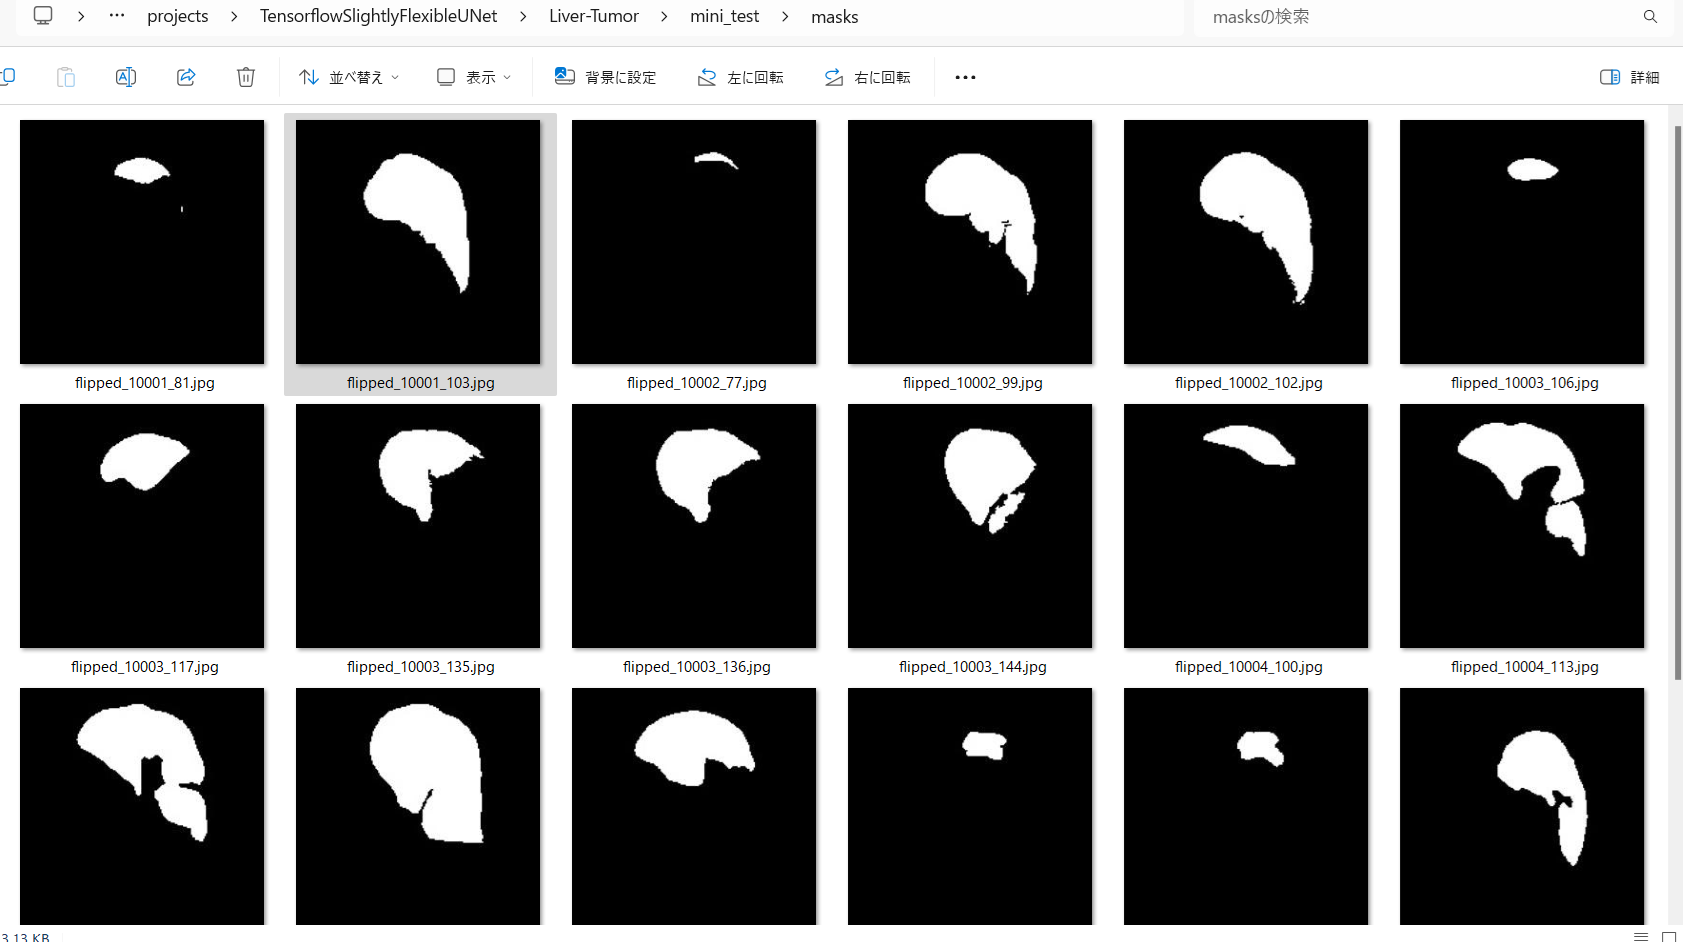 … projects > TensorflowSlightlyFlexibleUNet > Liver-Tumor > mini_test > masks
masksの検索
並べ替え 表示 背景に設定 左に回転 右に回転 … 詳細
flipped_10001_81.jpg flipped_10001_103.jpg flipped_10002_77.jpg flipped_10002_99.jpg flipped_10002_102.jpg flipped_10003_106.jpg
flipped_10003_117.jpg flipped_10003_135.jpg flipped_10003_136.jpg flipped_10003_144.jpg flipped_10004_100.jpg flipped_10004_113.jpg
3.13 KB